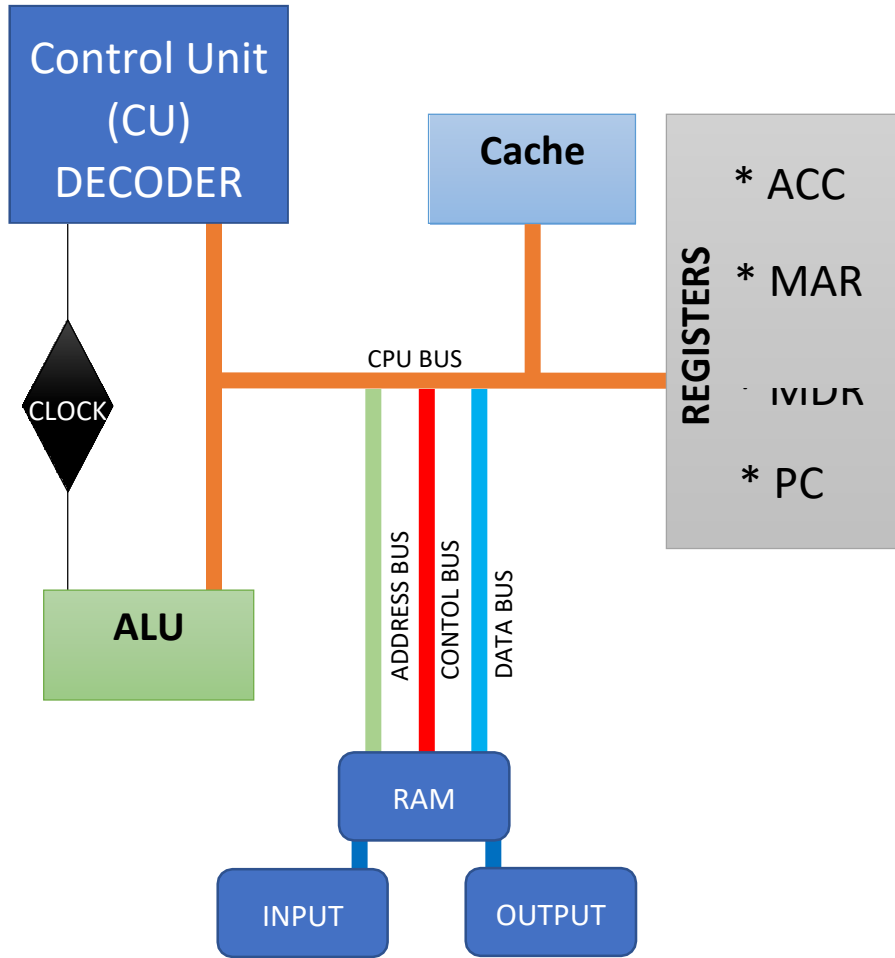 Control Unit
(CU)
DECODER
Cache
REGISTERS
* ACC
* MAR
MDR
* PC
CPU BUS
CLOCK
ADDRESS BUS
CONTOL BUS
DATA BUS
ALU
RAM
INPUT
OUTPUT